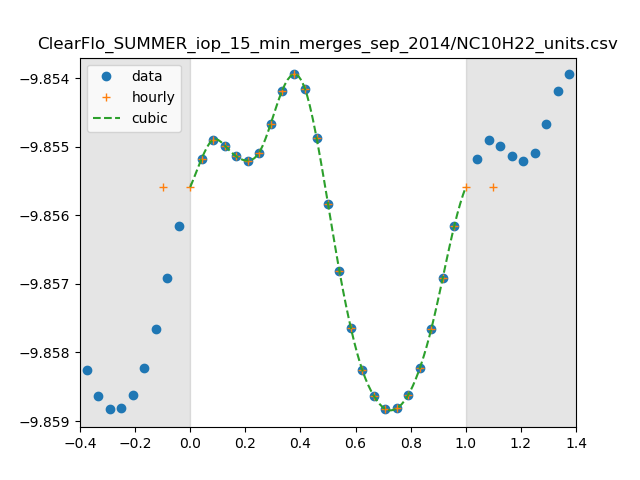 ClearFlo_SUMMER_iop_15_min_merges_sep_2014/NC10H22_units.csv
data
hourly
cubic
−9.854
−9.855
−9.856
−9.857
−9.858
−9.859
−0.4 −0.2 0.0 0.2 0.4 0.6 0.8 1.0 1.2 1.4